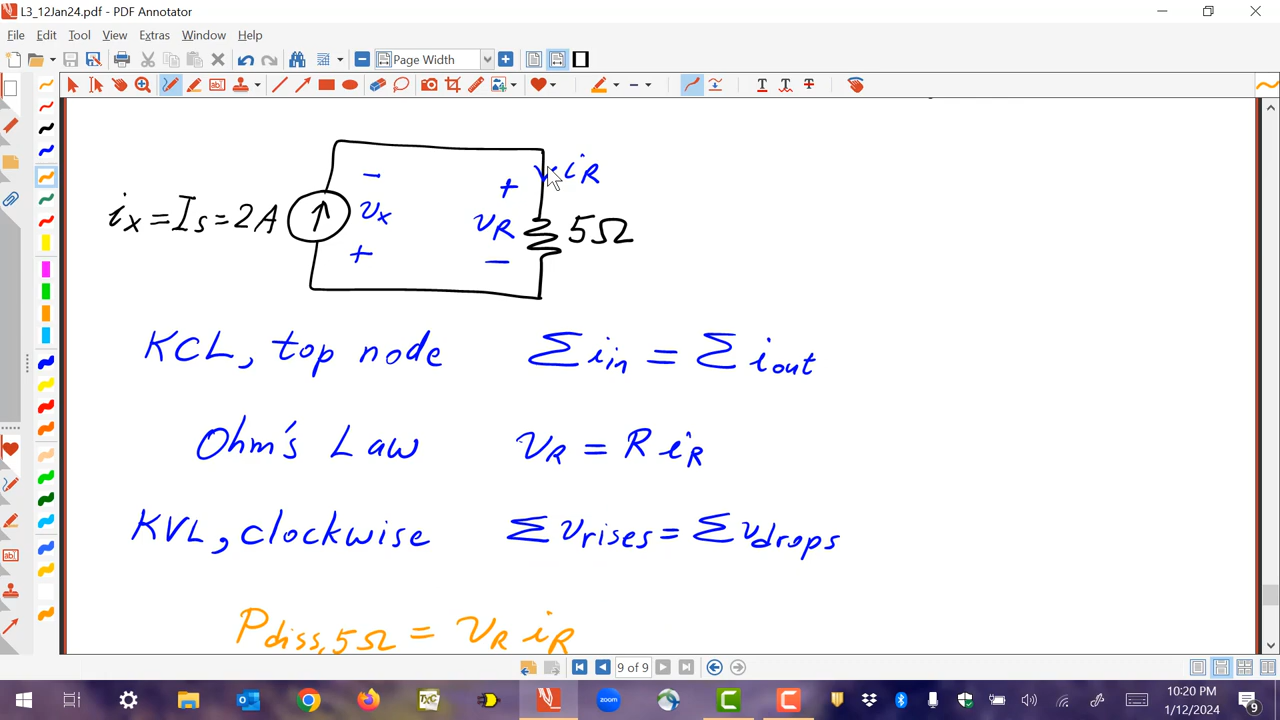 L3_12Jan24.pdf - PDF Annotator
File Edit Tool View Extras Window Help
Page Width
− + iR
ix = Is = 2A vx vR 5Ω
+ −
KCL, top node Σ iin = Σ iout
Ohm's Law vR = R iR
KVL, clockwise Σ vrises = Σ vdrops
Pdiss,5Ω = vR iR
9 of 9
zoom
10:20 PM
1/12/2024
9